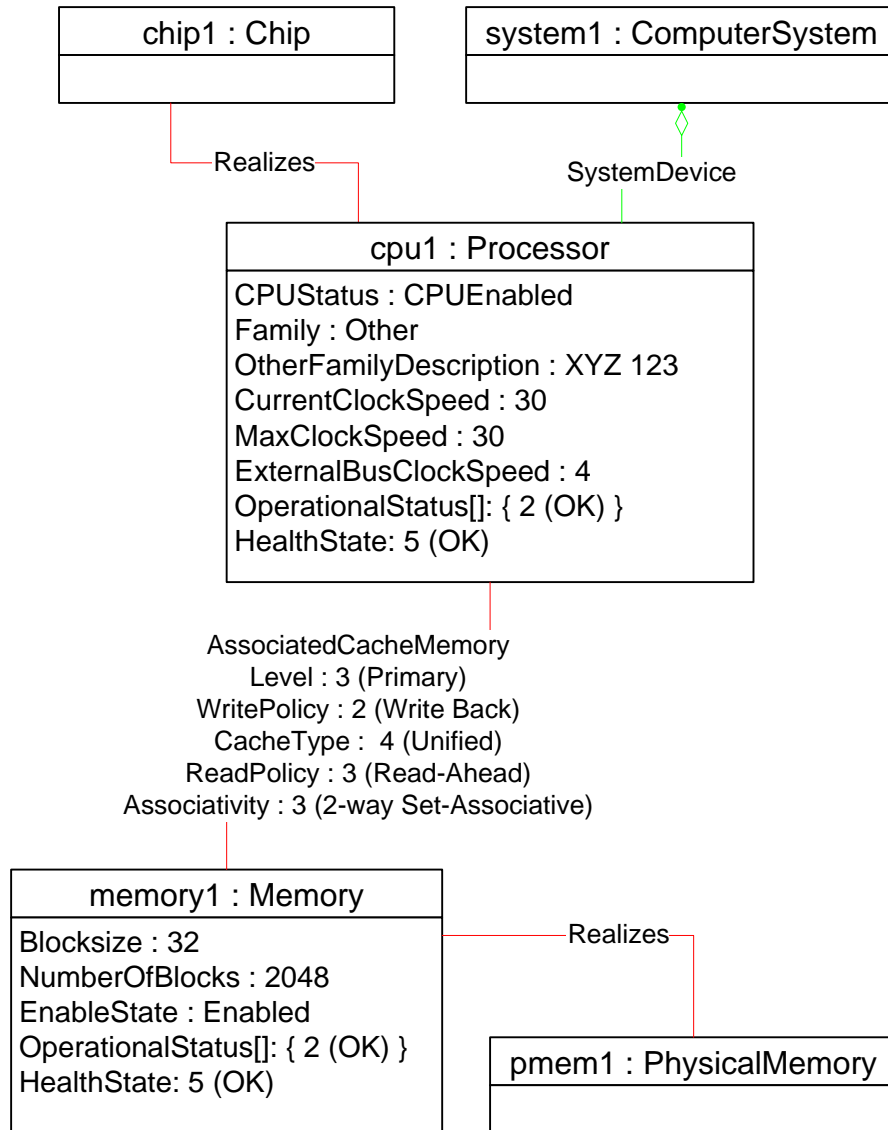 chip1 : Chip
system1 : ComputerSystem
Realizes
SystemDevice
cpu1 : Processor
CPUStatus : CPUEnabled
Family : Other
OtherFamilyDescription : XYZ 123
CurrentClockSpeed : 30
MaxClockSpeed : 30
ExternalBusClockSpeed : 4
OperationalStatus[]: { 2 (OK) }
HealthState: 5 (OK)
AssociatedCacheMemory
Level : 3 (Primary)
WritePolicy : 2 (Write Back)
CacheType :  4 (Unified)
ReadPolicy : 3 (Read-Ahead)
Associativity : 3 (2-way Set-Associative)
memory1 : Memory
Blocksize : 32
NumberOfBlocks : 2048
EnableState : Enabled
OperationalStatus[]: { 2 (OK) }
HealthState: 5 (OK)
Realizes
pmem1 : PhysicalMemory